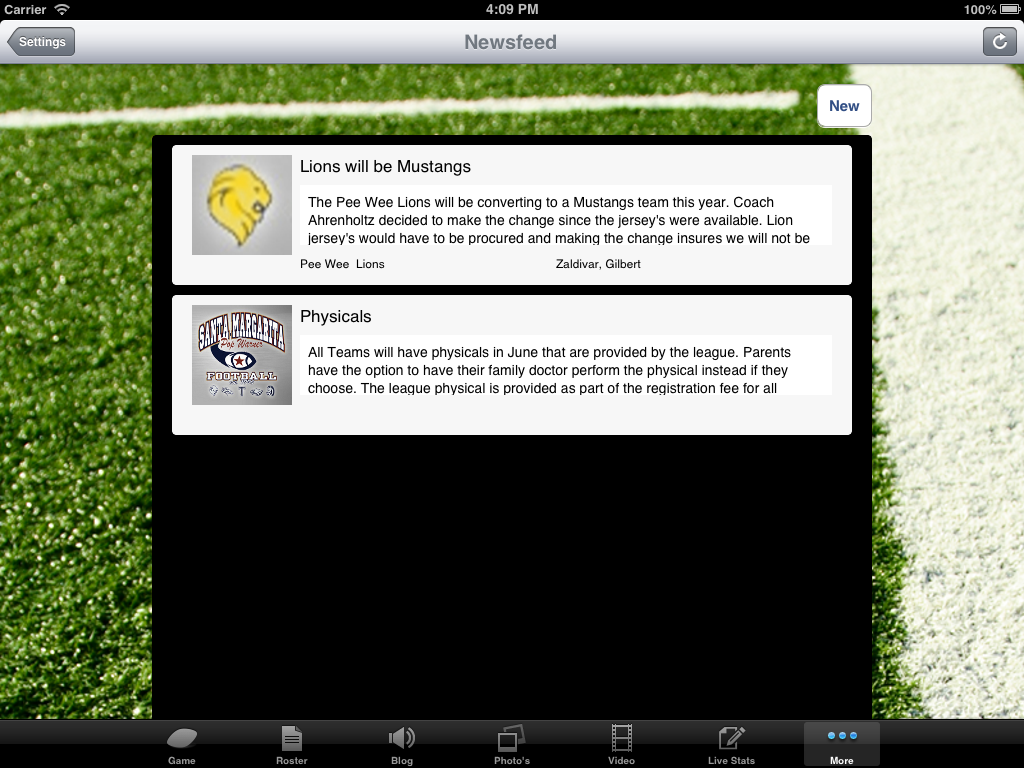 Carrier 4:09 PM 100%
Settings Newsfeed
New
Lions will be Mustangs
The Pee Wee Lions will be converting to a Mustangs team this year. Coach
Ahrenholtz decided to make the change since the jersey's were available. Lion
jersey's would have to be procured and making the change insures we will not be
Pee Wee Lions Zaldivar, Gilbert
SANTA MARGARITA
Pop Warner
FOOTBALL
Physicals
All Teams will have physicals in June that are provided by the league. Parents
have the option to have their family doctor perform the physical instead if they
choose. The league physical is provided as part of the registration fee for all
Game Roster Blog Photo's Video Live Stats More